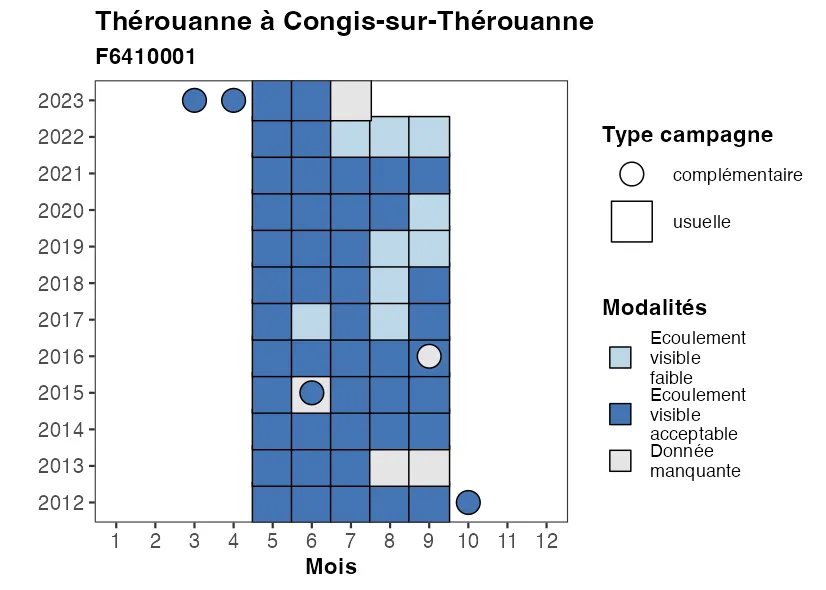 Thérouanne à Congis-sur-Thérouanne
F6410001
2023
2022
2021
2020
2019
2018
2017
2016
2015
2014
2013
2012
1 2 3 4 5 6 7 8 9 10 11 12
Mois
Type campagne
complémentaire
usuelle
Modalités
Ecoulement
visible
faible
Ecoulement
visible
acceptable
Donnée
manquante